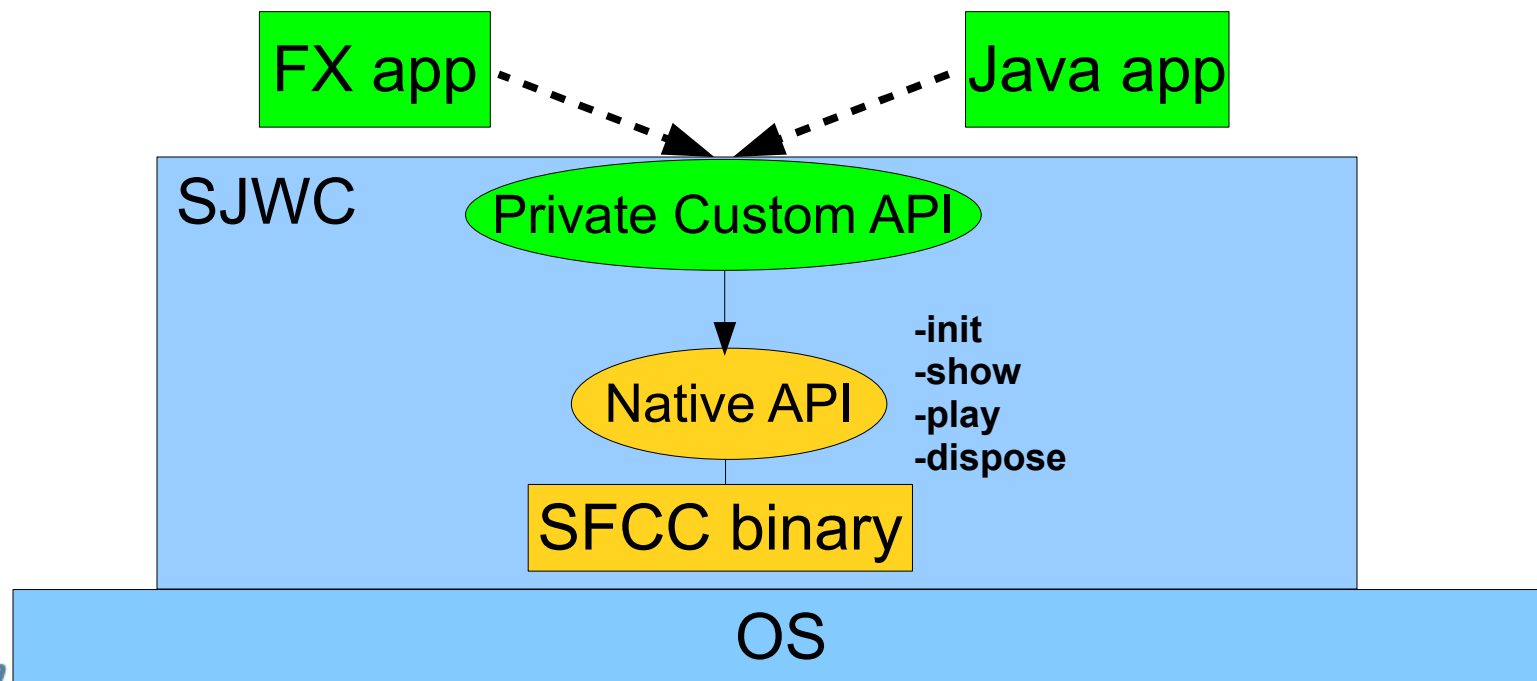 FX app
Java app
SJWC
Private Custom API
-init
-show
Native API
-play
-dispose
SFCC binary
OS